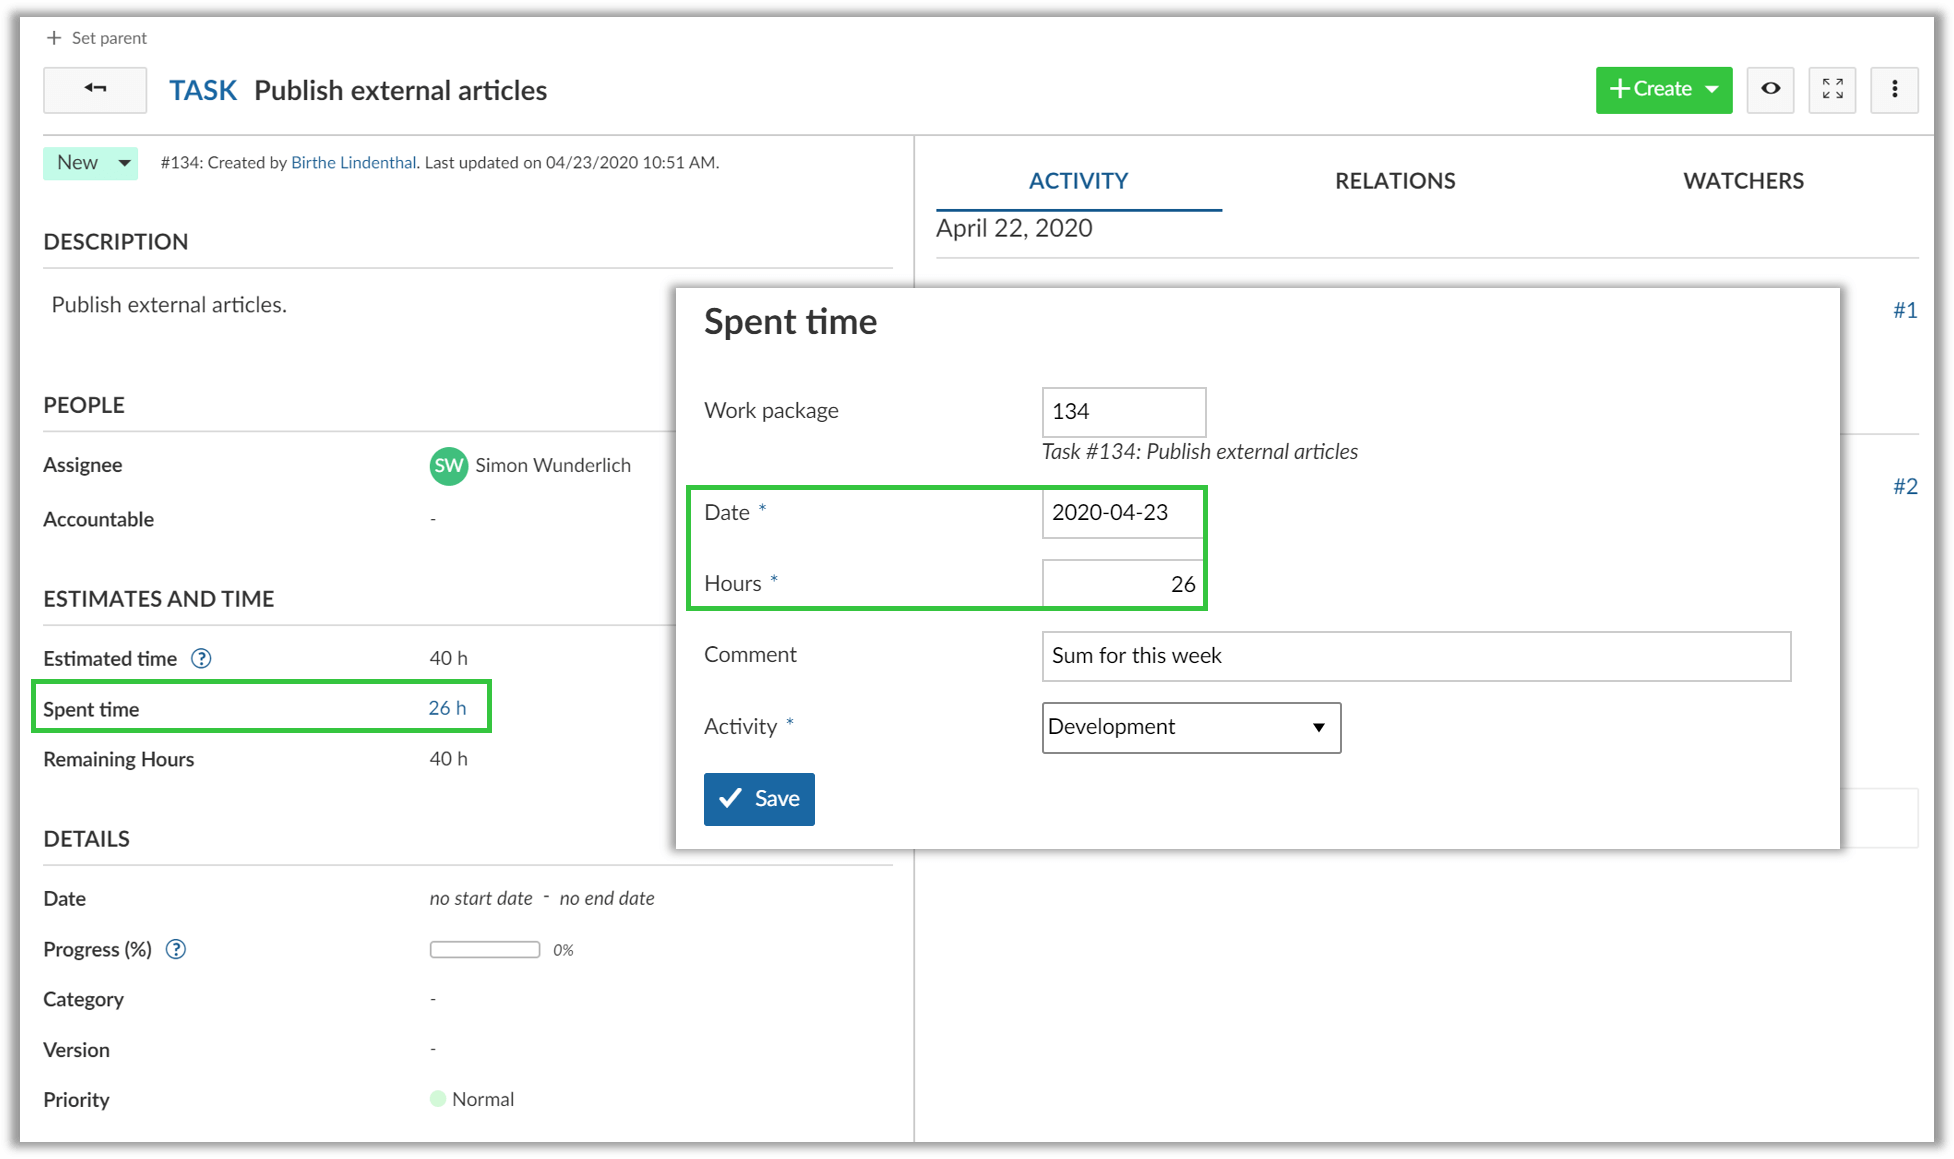 + Set parent
TASK Publish external articles
+Create
New
#134: Created by Birthe Lindenthal. Last updated on 04/23/2020 10:51 AM.
DESCRIPTION
Publish external articles.
PEOPLE
Assignee SW Simon Wunderlich
Accountable -
ESTIMATES AND TIME
Estimated time ? 40 h
Spent time 26 h
Remaining Hours 40 h
DETAILS
Date no start date - no end date
Progress (%) ? 0%
Category -
Version -
Priority Normal
ACTIVITY RELATIONS WATCHERS
April 22, 2020
#1
#2
Spent time
Work package 134
Task #134: Publish external articles
Date * 2020-04-23
Hours * 26
Comment Sum for this week
Activity * Development
Save